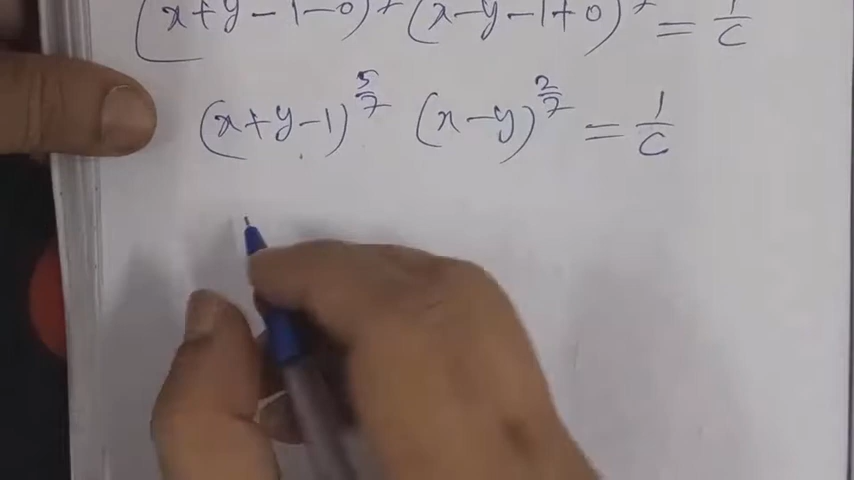 (x+y-1-0) (x-y-1+0) = 1/c
(x+y-1)^5/7 (x-y)^2/7 = 1/c